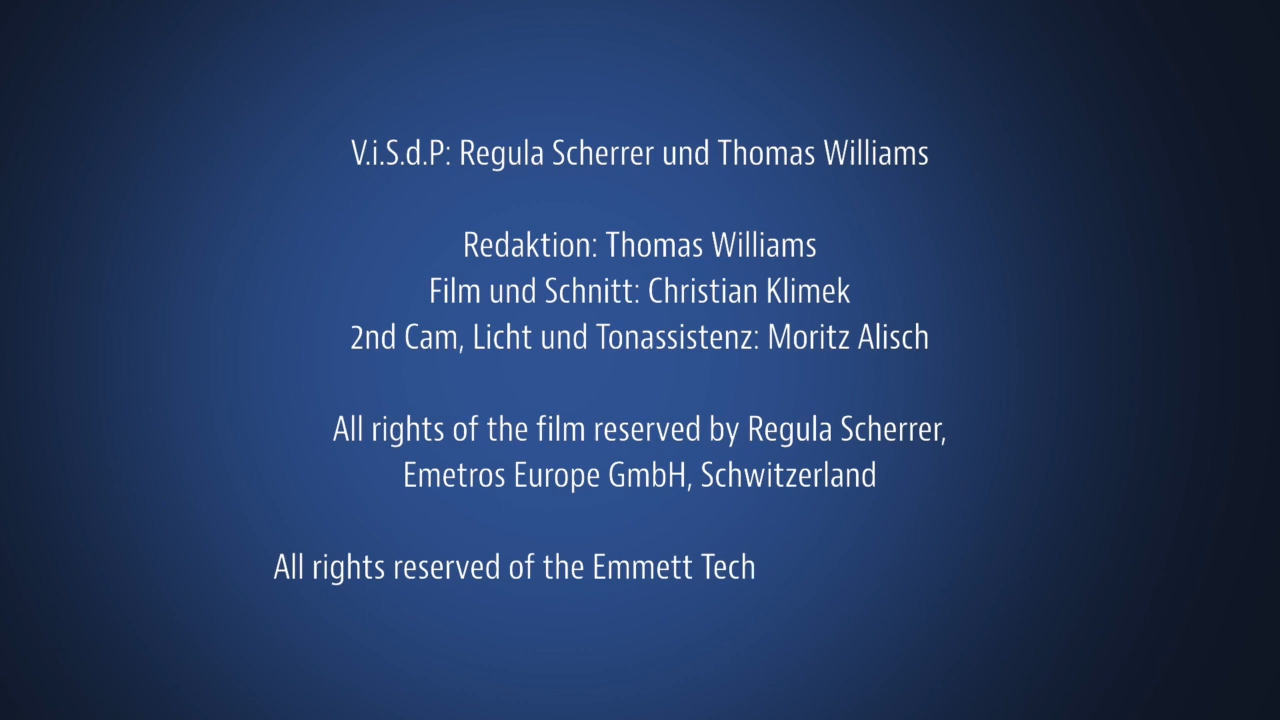 V.i.S.d.P: Regula Scherrer und Thomas Williams
Redaktion: Thomas Williams
Film und Schnitt: Christian Klimek
2nd Cam, Licht und Tonassistenz: Moritz Alisch
All rights of the film reserved by Regula Scherrer,
Emetros Europe GmbH, Schwitzerland
All rights reserved of the Emmett Tech